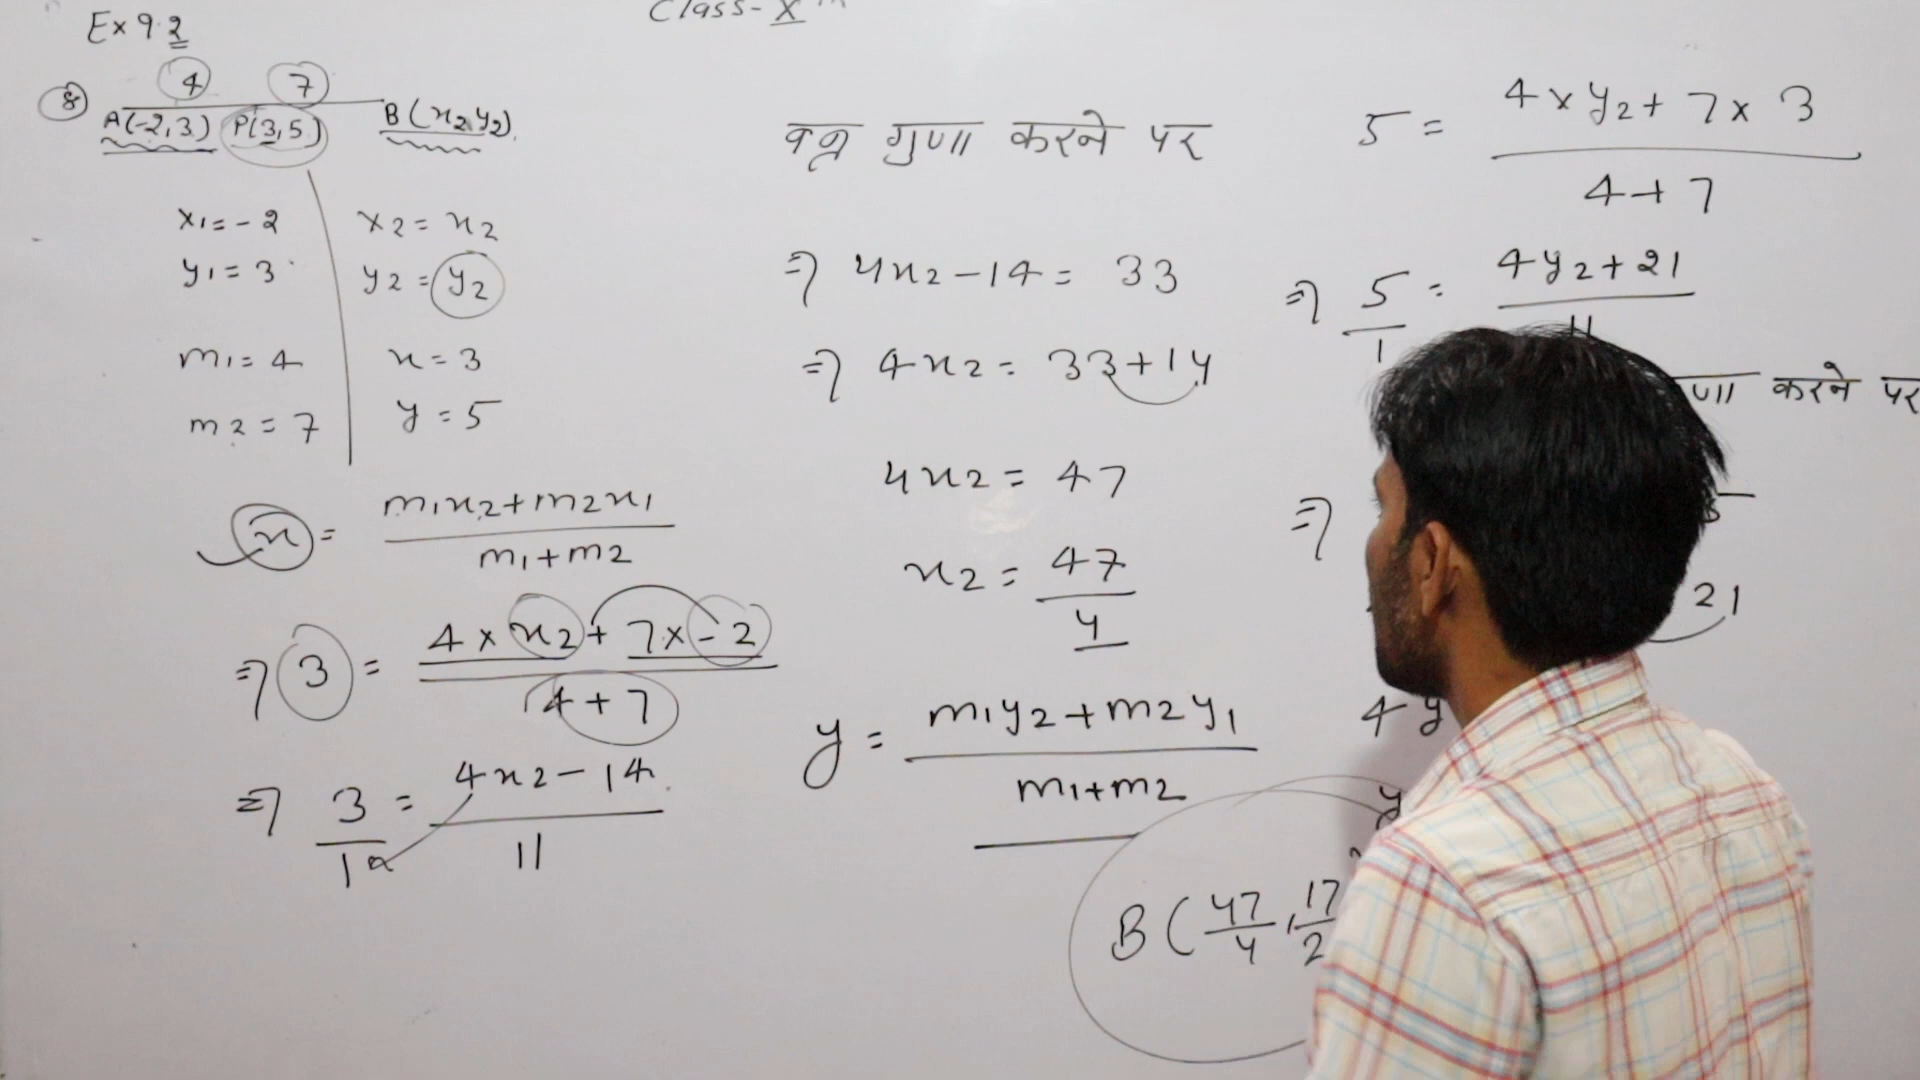 Class-X
Ex 9.2
8
4 7
A(-2,3) P(3,5) B(x2,y2)
x1=-2 x2=x2
y1=3 y2=y2
m1=4 x=3
m2=7 y=5
x= m1x2+m2x1 / m1+m2
⇒ 3 = 4×x2+7×-2 / 4+7
⇒ 3/1 = 4x2-14 / 11
गुणा करने पर
⇒ 4x2-14=33
⇒ 4x2=33+14
4x2=47
x2=47/4
y= m1y2+m2y1 / m1+m2
5= 4×y2+7×3 / 4+7
⇒ 5/1 = 4y2+21 / 11
करने पर
⇒
21
4y
y
B(47/4, 17/2